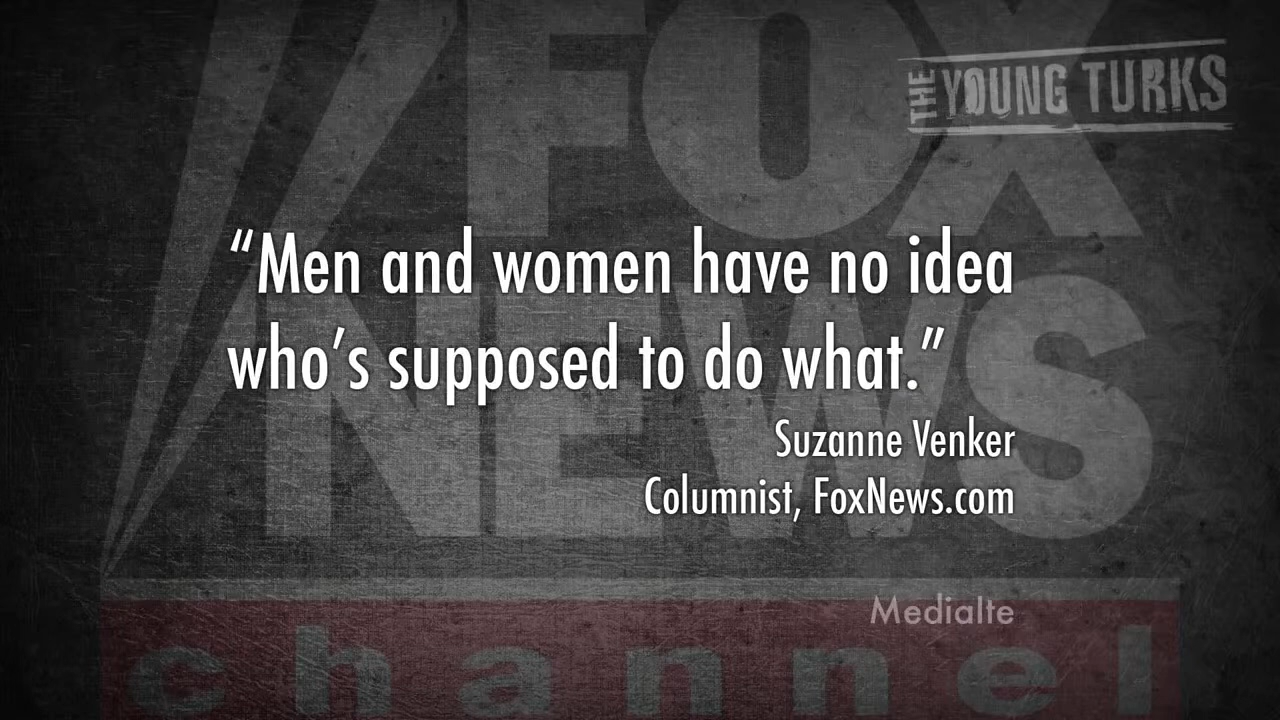 FOX
NEWS
channel
THE YOUNG TURKS
“Men and women have no idea
who’s supposed to do what.”
Suzanne Venker
Columnist, FoxNews.com
Medialte